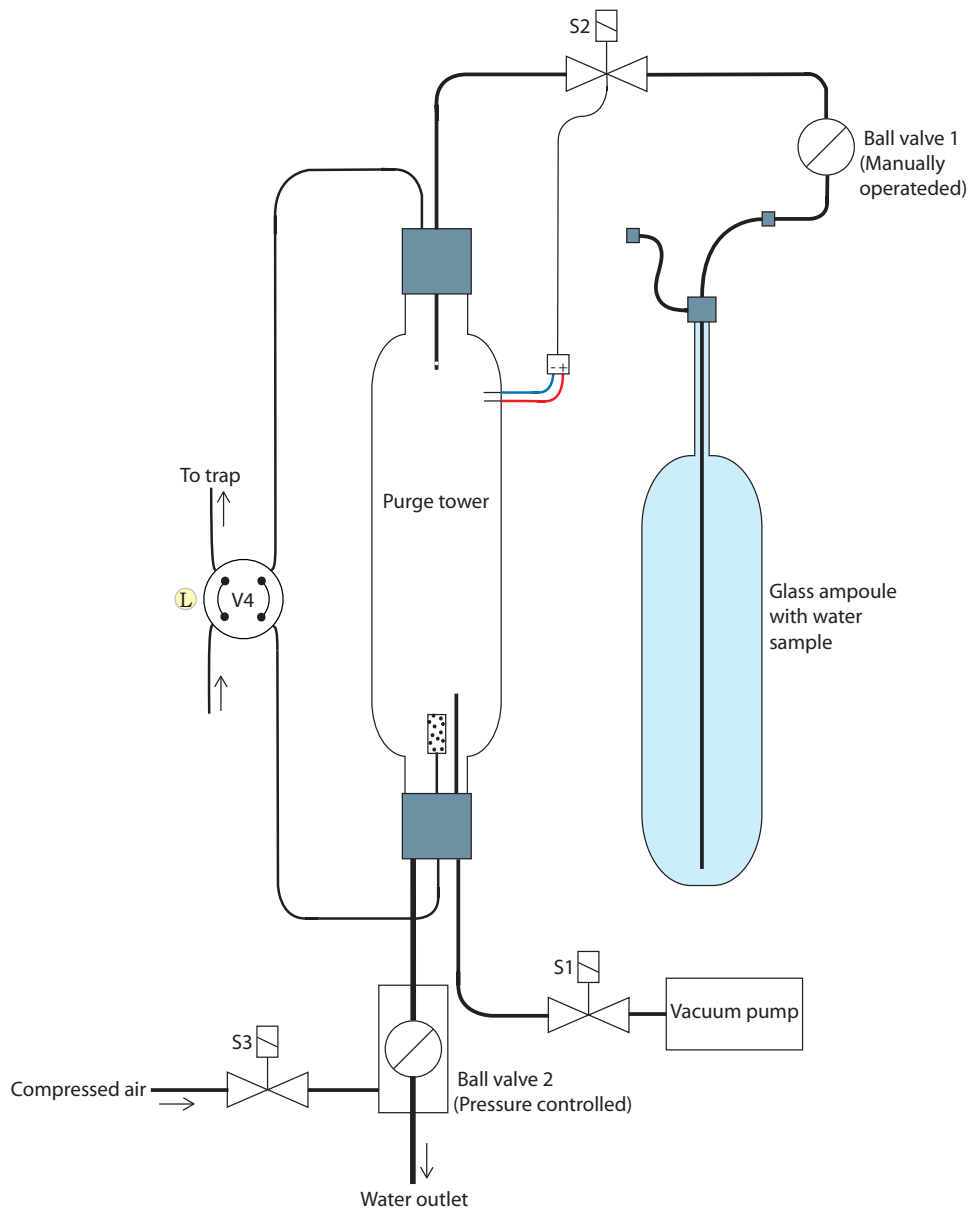 S2
Ball valve 1
(Manually
operateded)
- +
To trap
Purge tower
L
V4
Glass ampoule
with water
sample
S1
Vacuum pump
S3
Compressed air
Ball valve 2
(Pressure controlled)
Water outlet